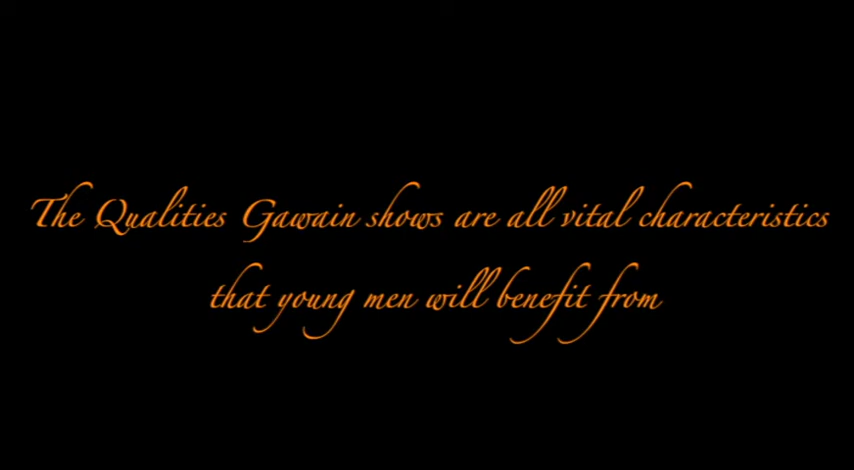 The Qualities Gawain shows are all vital characteristics
that young men will benefit from